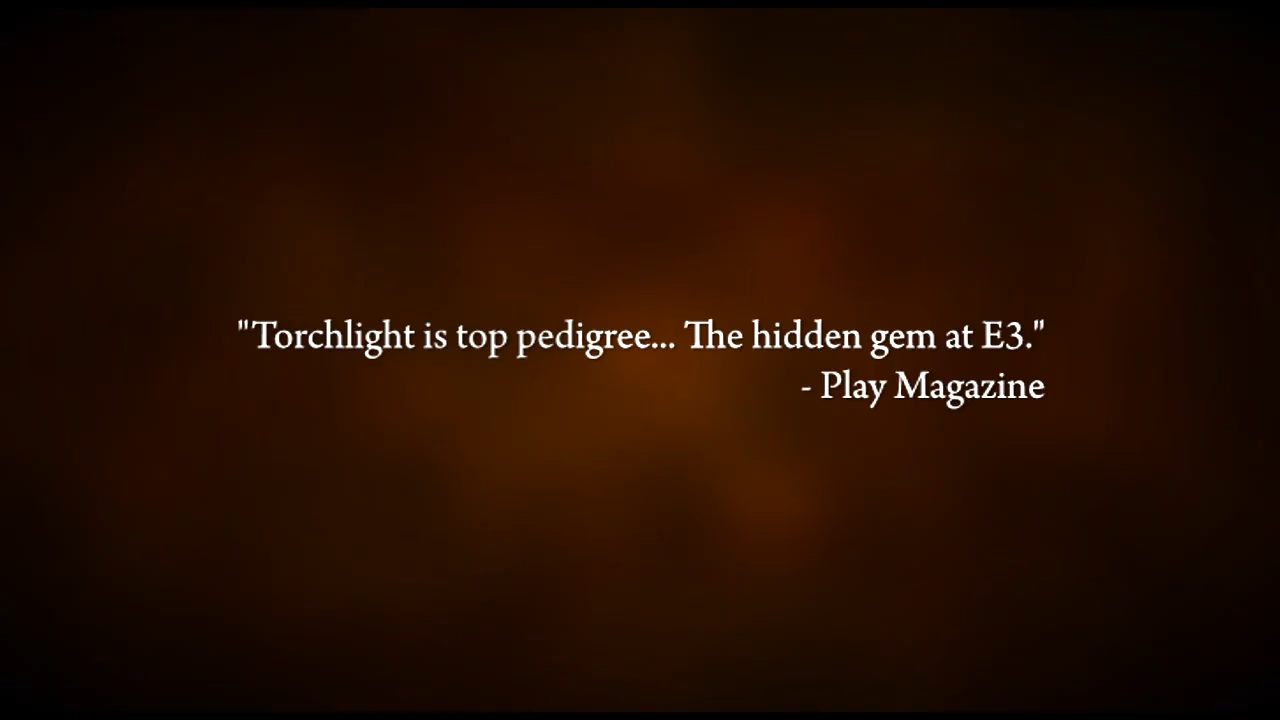 "Torchlight is top pedigree... The hidden gem at E3."
- Play Magazine